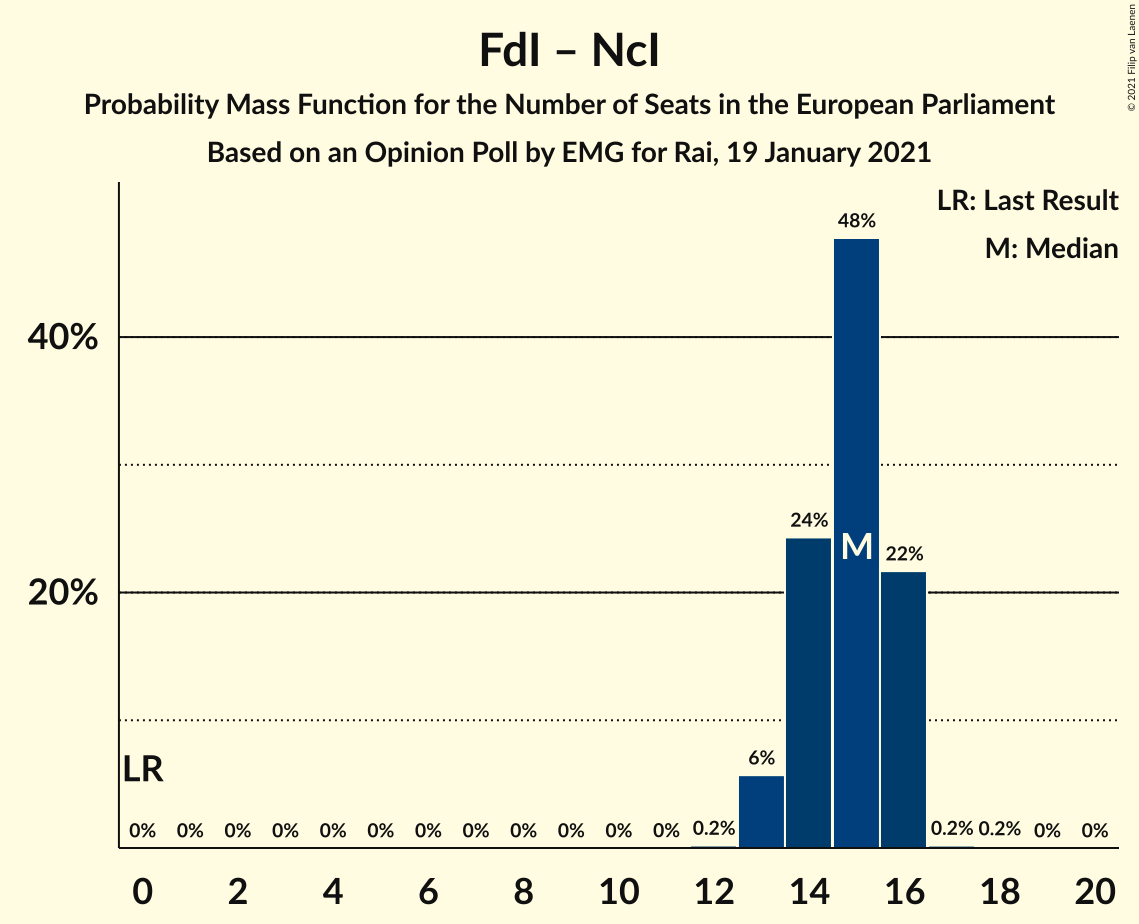 FdI – NcI
Probability Mass Function for the Number of Seats in the European Parliament
Based on an Opinion Poll by EMG for Rai, 19 January 2021
© 2021 Filip van Laenen
LR: Last Result
M: Median
48%
40%
24%
M
22%
20%
6%
LR
0% 0% 0% 0% 0% 0% 0% 0% 0% 0% 0% 0% 0.2% 0.2% 0.2% 0% 0%
0 2 4 6 8 10 12 14 16 18 20